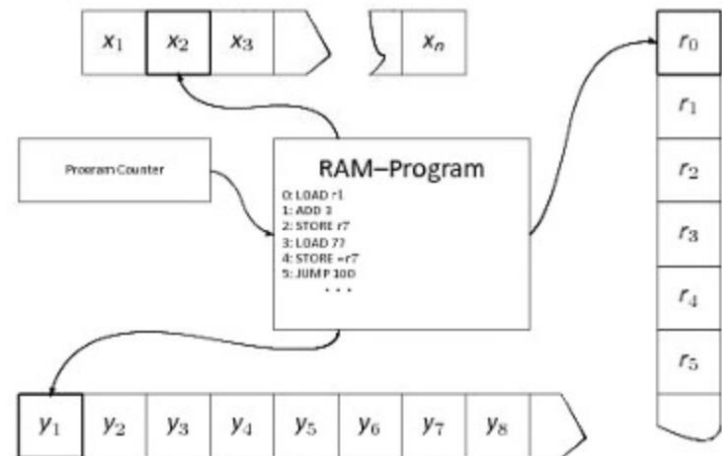 x₁ x₂ x₃ xₙ
Program Counter
RAM–Program
0: LOAD r1
1: ADD 3
2: STORE r7
3: LOAD 77
4: STORE =r7
5: JUMP 100
. . .
r₀
r₁
r₂
r₃
r₄
r₅
y₁ y₂ y₃ y₄ y₅ y₆ y₇ y₈